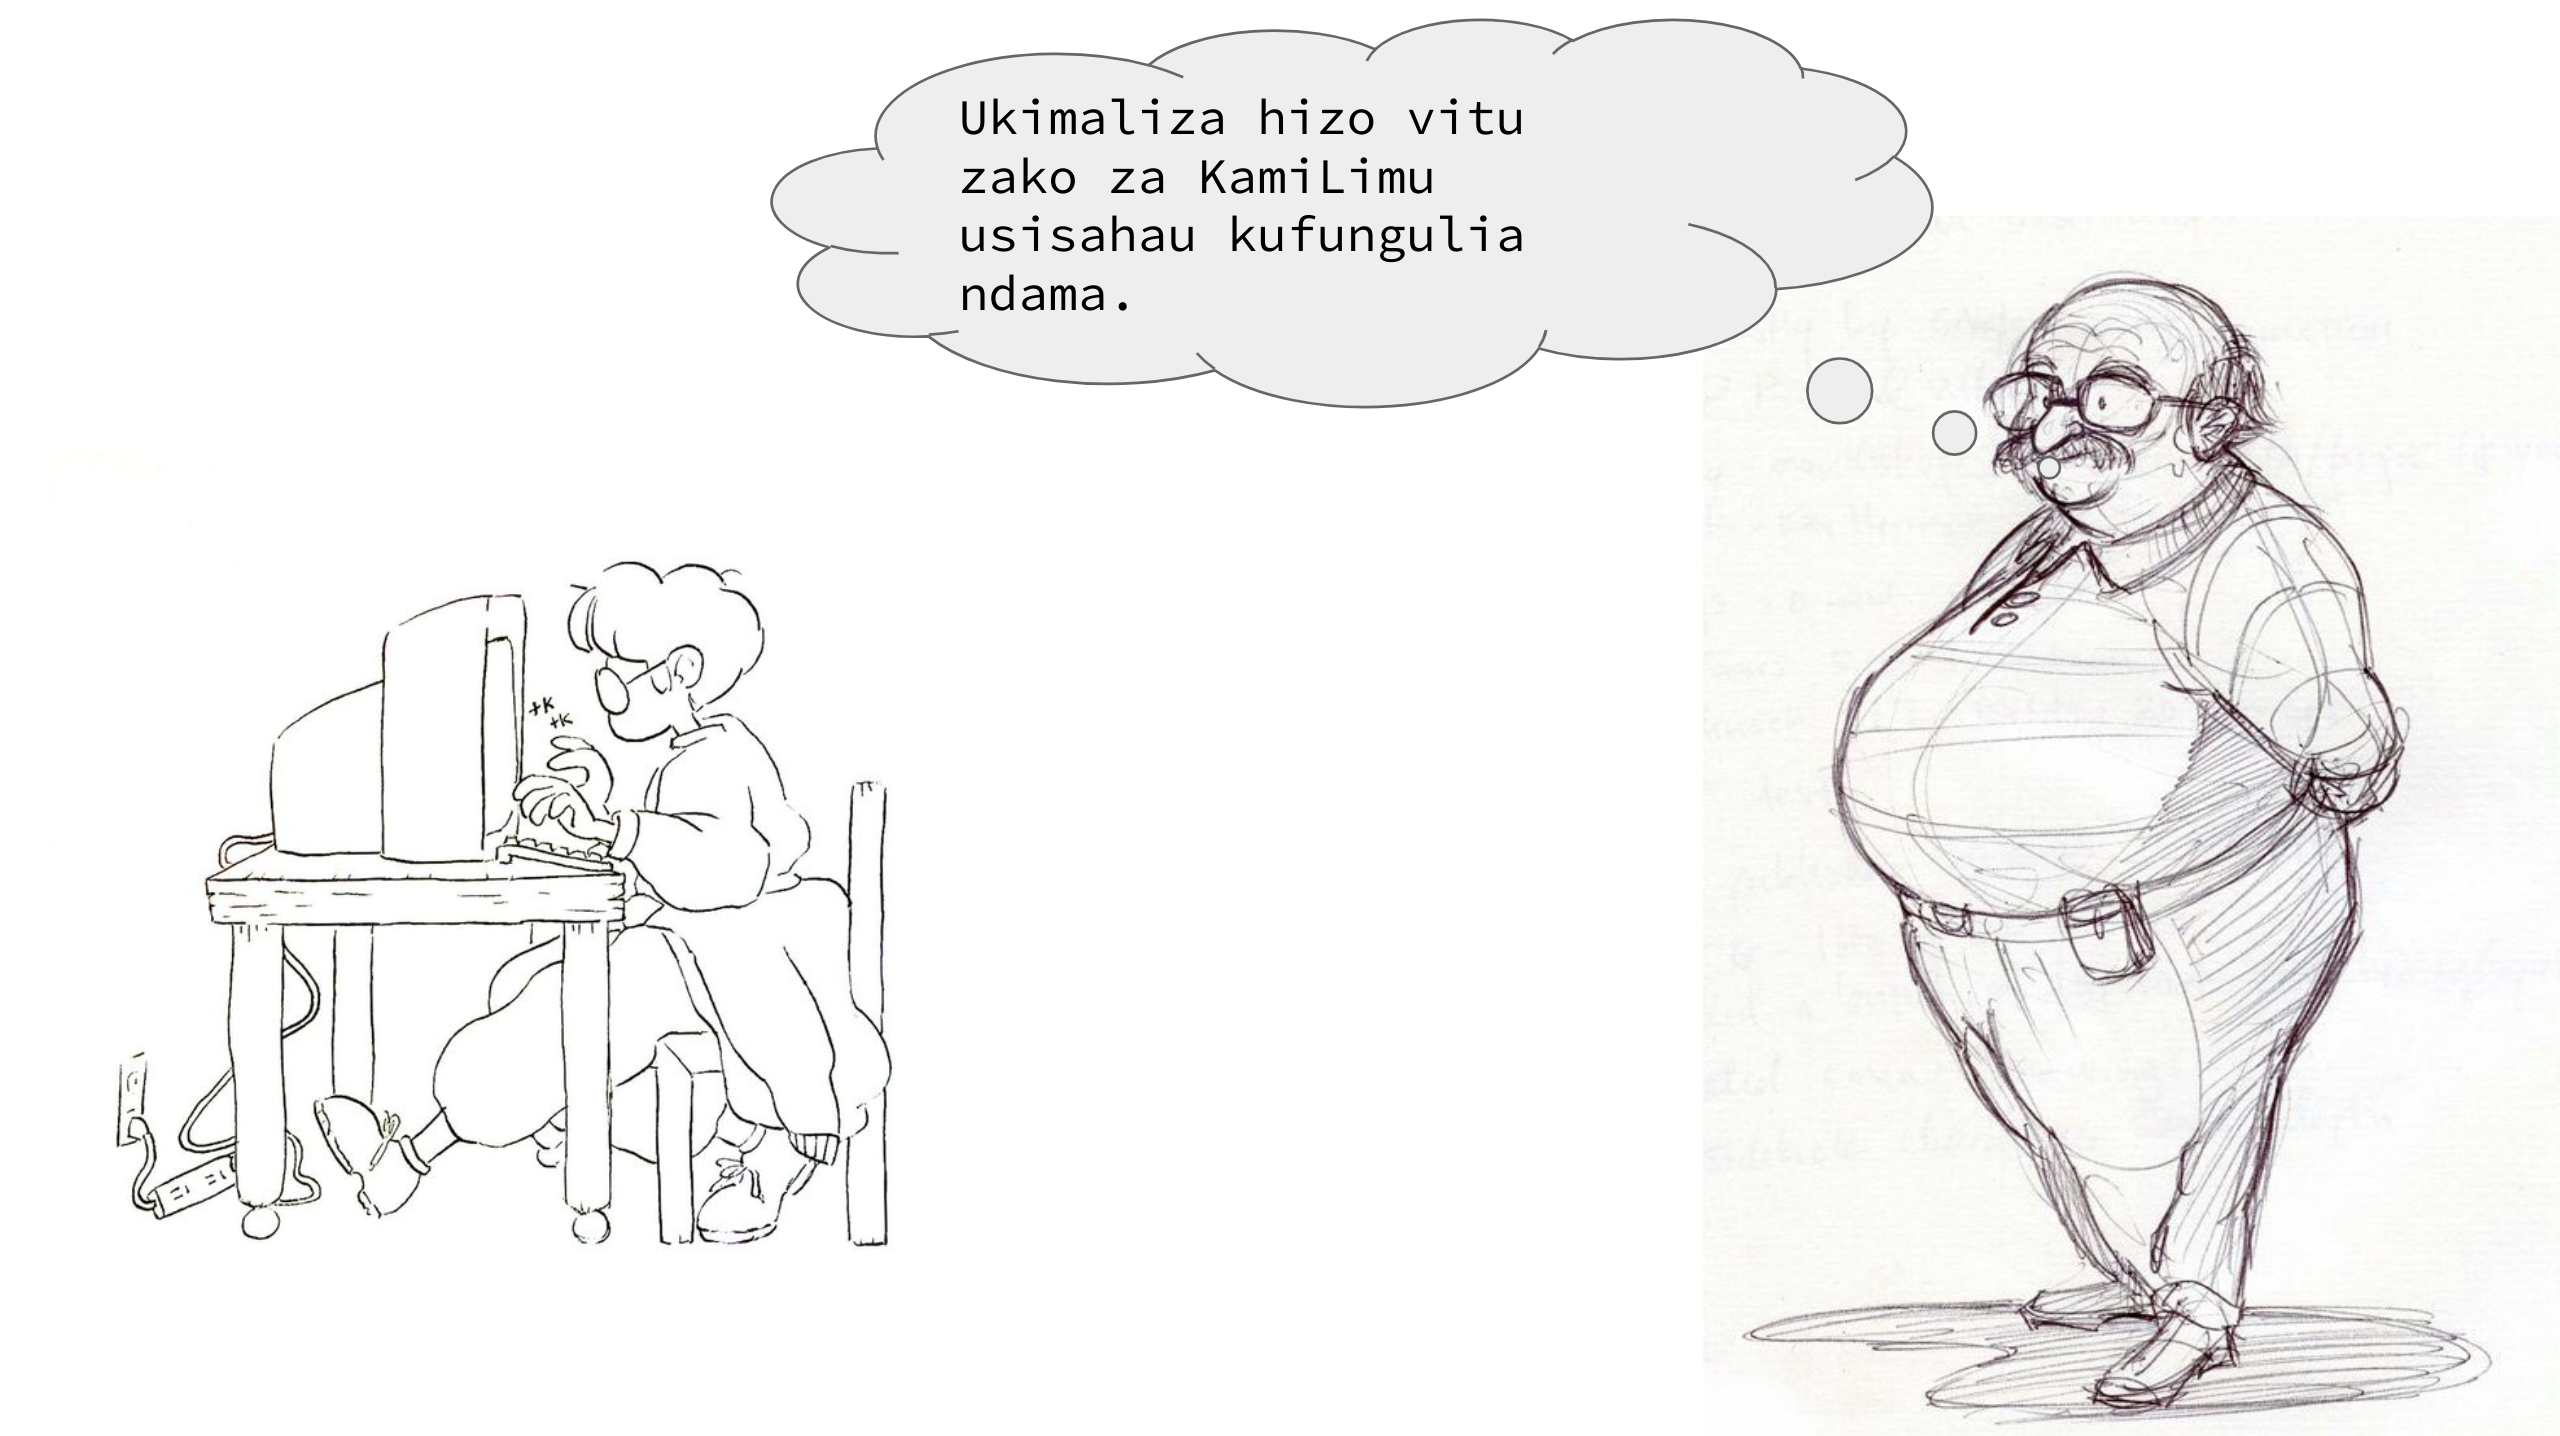 Ukimaliza hizo vitu
zako za KamiLimu
usisahau kufungulia
ndama.
+K
+K